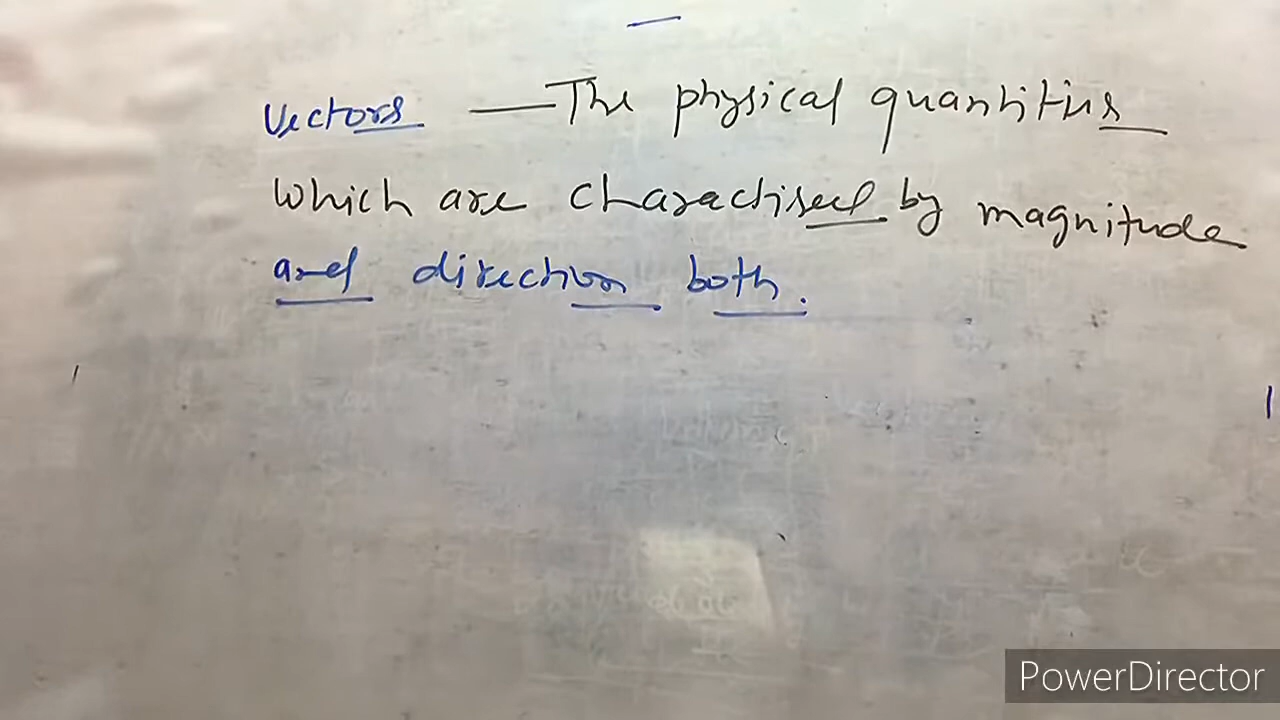 Vectors — The physical quantities
which are charactised by magnitude
and direction both.
PowerDirector